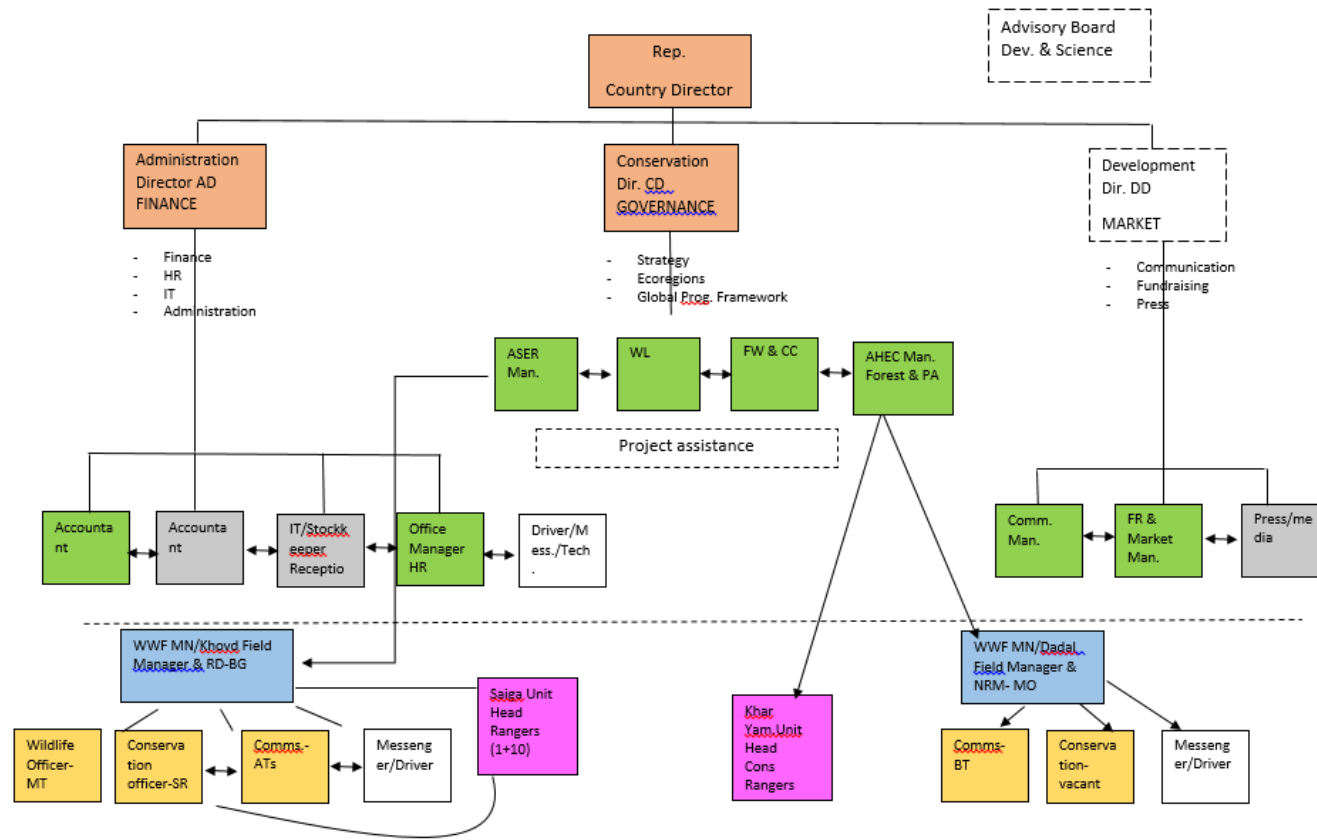 Advisory Board
Dev. & Science
Rep.
Country Director
Administration
Director AD
FINANCE
Conservation
Dir. CD
GOVERNANCE
Development
Dir. DD
MARKET
- Finance
- HR
- IT
- Administration
- Strategy
- Ecoregions
- Global Prog. Framework
- Communication
- Fundraising
- Press
ASER
Man.
WL
FW & CC
AHEC Man.
Forest & PA
Project assistance
Accounta
nt
Accounta
nt
IT/Stockk
eeper
Receptio
Office
Manager
HR
Driver/M
ess./Tech
.
Comm.
Man.
FR &
Market
Man.
Press/me
dia
WWF MN/Khovd Field
Manager & RD-BG
WWF MN/Dadal
Field Manager &
NRM- MO
Saiga Unit
Head
Rangers
(1+10)
Khar
Yam.Unit
Head
Cons
Rangers
Wildlife
Officer-
MT
Conserva
tion
officer-SR
Comms.-
ATs
Messeng
er/Driver
Comms-
BT
Conserva
tion-
vacant
Messeng
er/Driver